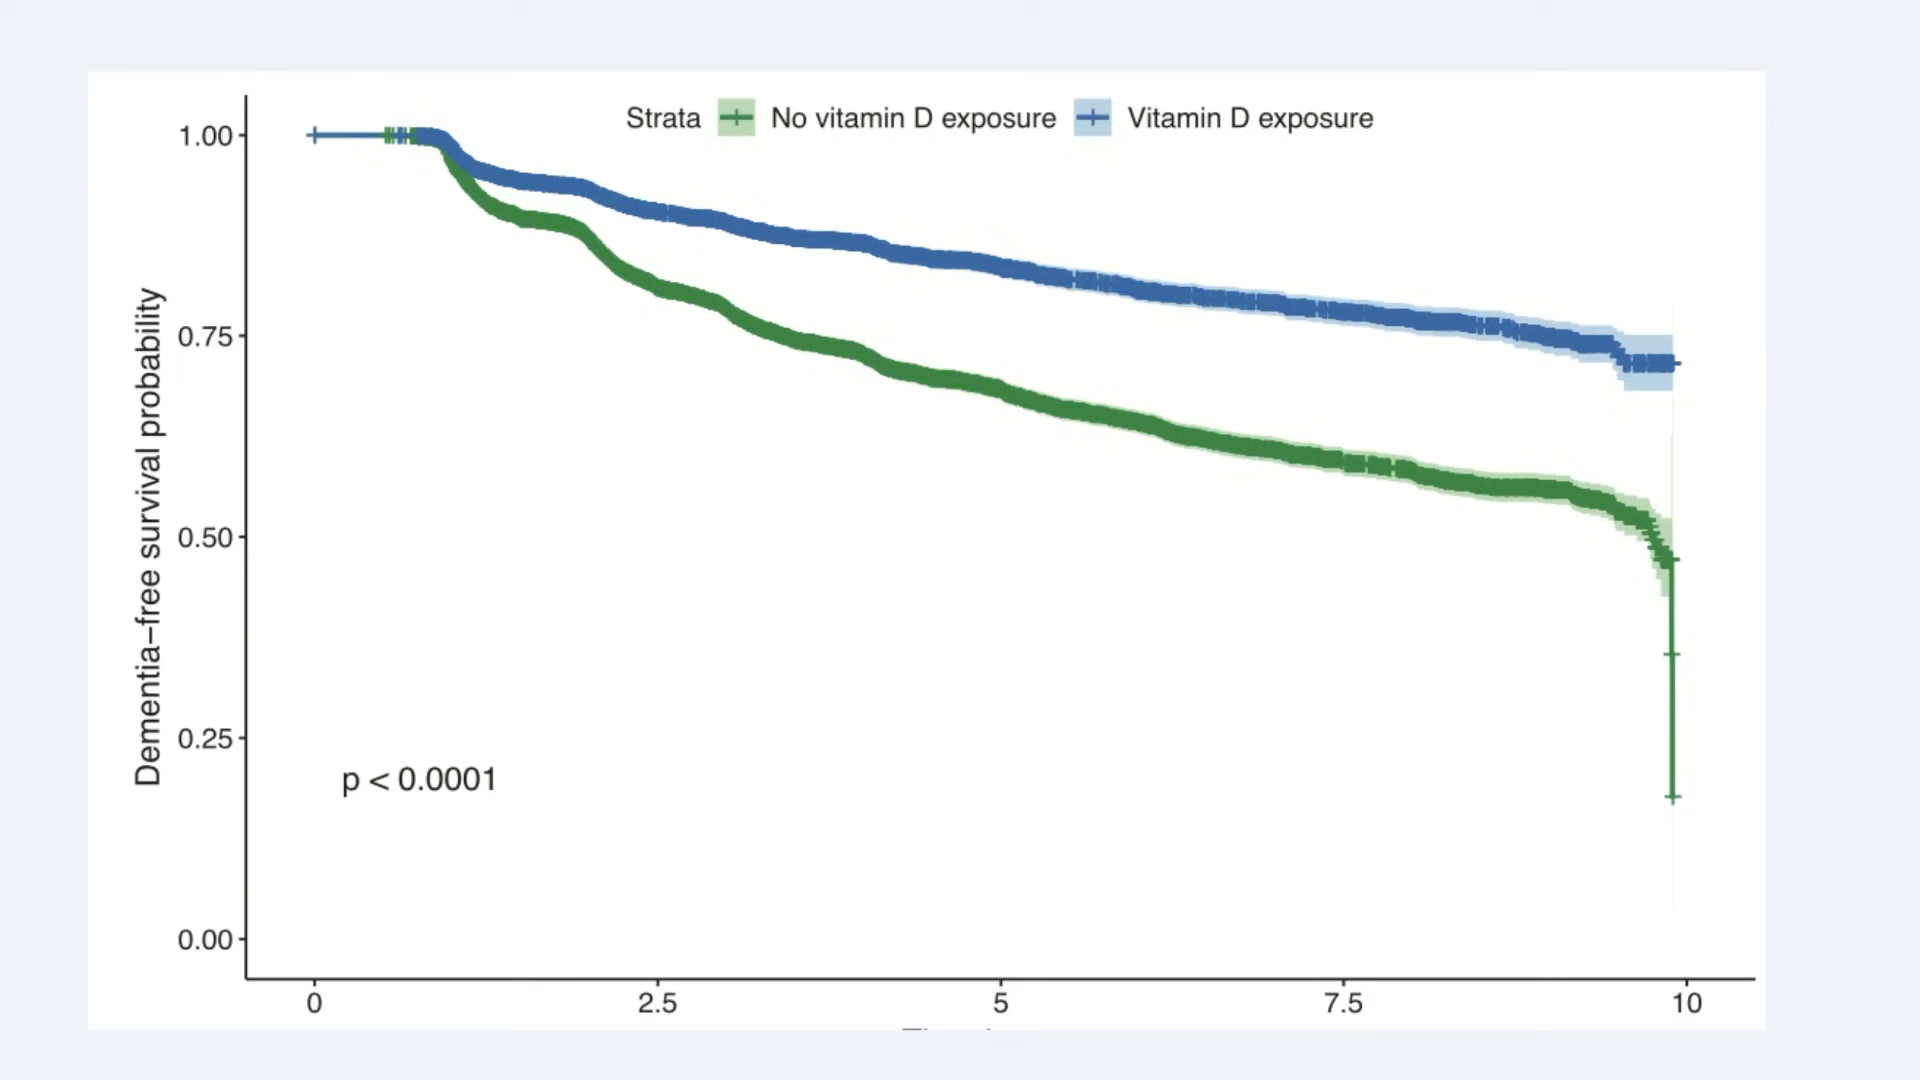 Strata No vitamin D exposure Vitamin D exposure
Dementia–free survival probability
1.00
0.75
0.50
0.25
0.00
p < 0.0001
0 2.5 5 7.5 10